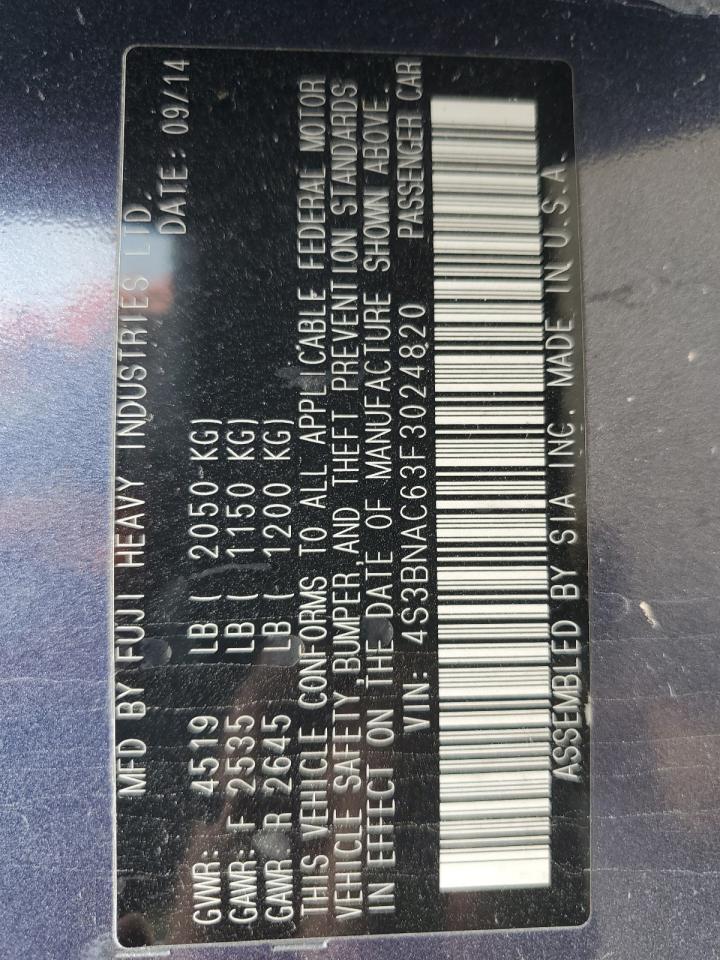 MFD BY FUJI HEAVY INDUSTRIES LTD.
DATE: 09/14
GVWR: 4519 LB ( 2050 KG)
GAWR: F 2535 LB ( 1150 KG)
GAWR R 2645 LB ( 1200 KG)
THIS VEHICLE CONFORMS TO ALL APPLICABLE FEDERAL MOTOR
VEHICLE SAFETY,BUMPER,AND THEFT PREVENTION STANDARDS
IN EFFECT ON THE DATE OF MANUFACTURE SHOWN ABOVE.
VIN: 4S3BNAC63F3024820 PASSENGER CAR
ASSEMBLED BY SIA INC. MADE IN U.S.A.